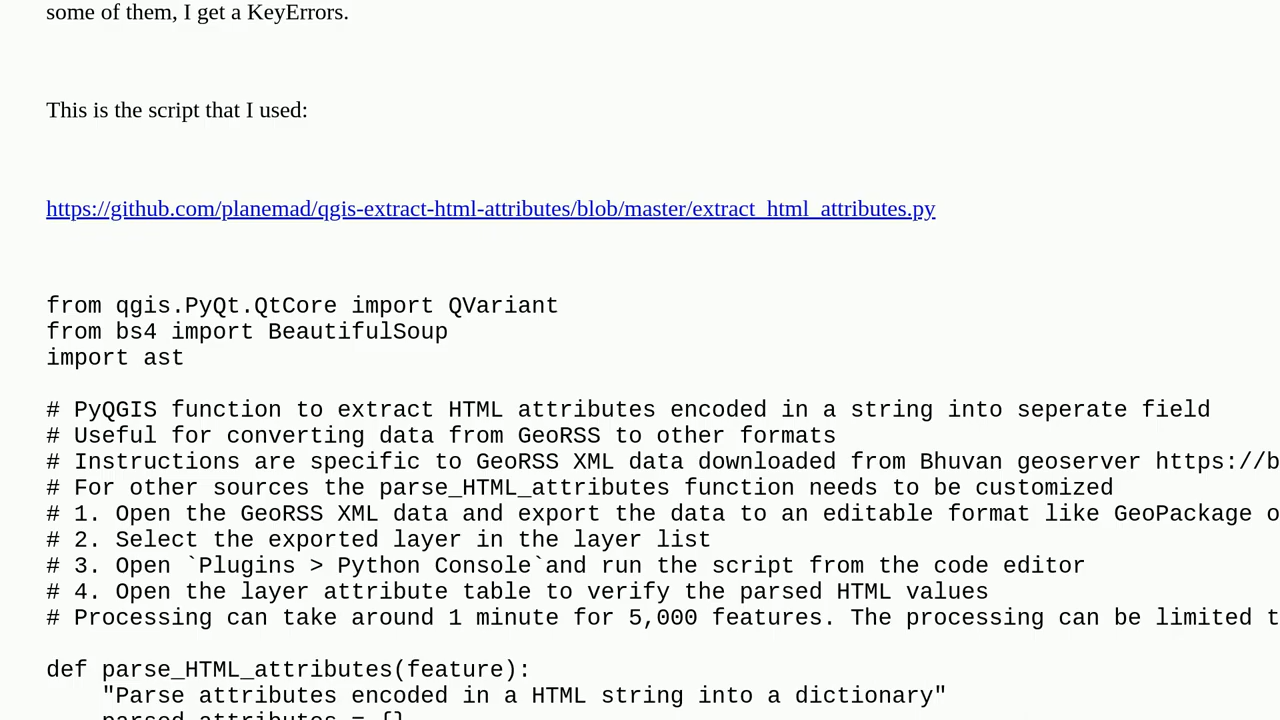 some of them, I get a KeyErrors.
This is the script that I used:
https://github.com/planemad/qgis-extract-html-attributes/blob/master/extract_html_attributes.py
from qgis.PyQt.QtCore import QVariant
from bs4 import BeautifulSoup
import ast
# PyQGIS function to extract HTML attributes encoded in a string into seperate field
# Useful for converting data from GeoRSS to other formats
# Instructions are specific to GeoRSS XML data downloaded from Bhuvan geoserver https://b
# For other sources the parse_HTML_attributes function needs to be customized
# 1. Open the GeoRSS XML data and export the data to an editable format like GeoPackage o
# 2. Select the exported layer in the layer list
# 3. Open `Plugins > Python Console`and run the script from the code editor
# 4. Open the layer attribute table to verify the parsed HTML values
# Processing can take around 1 minute for 5,000 features. The processing can be limited t
def parse_HTML_attributes(feature):
    "Parse attributes encoded in a HTML string into a dictionary"
    parsed_attributes = {}